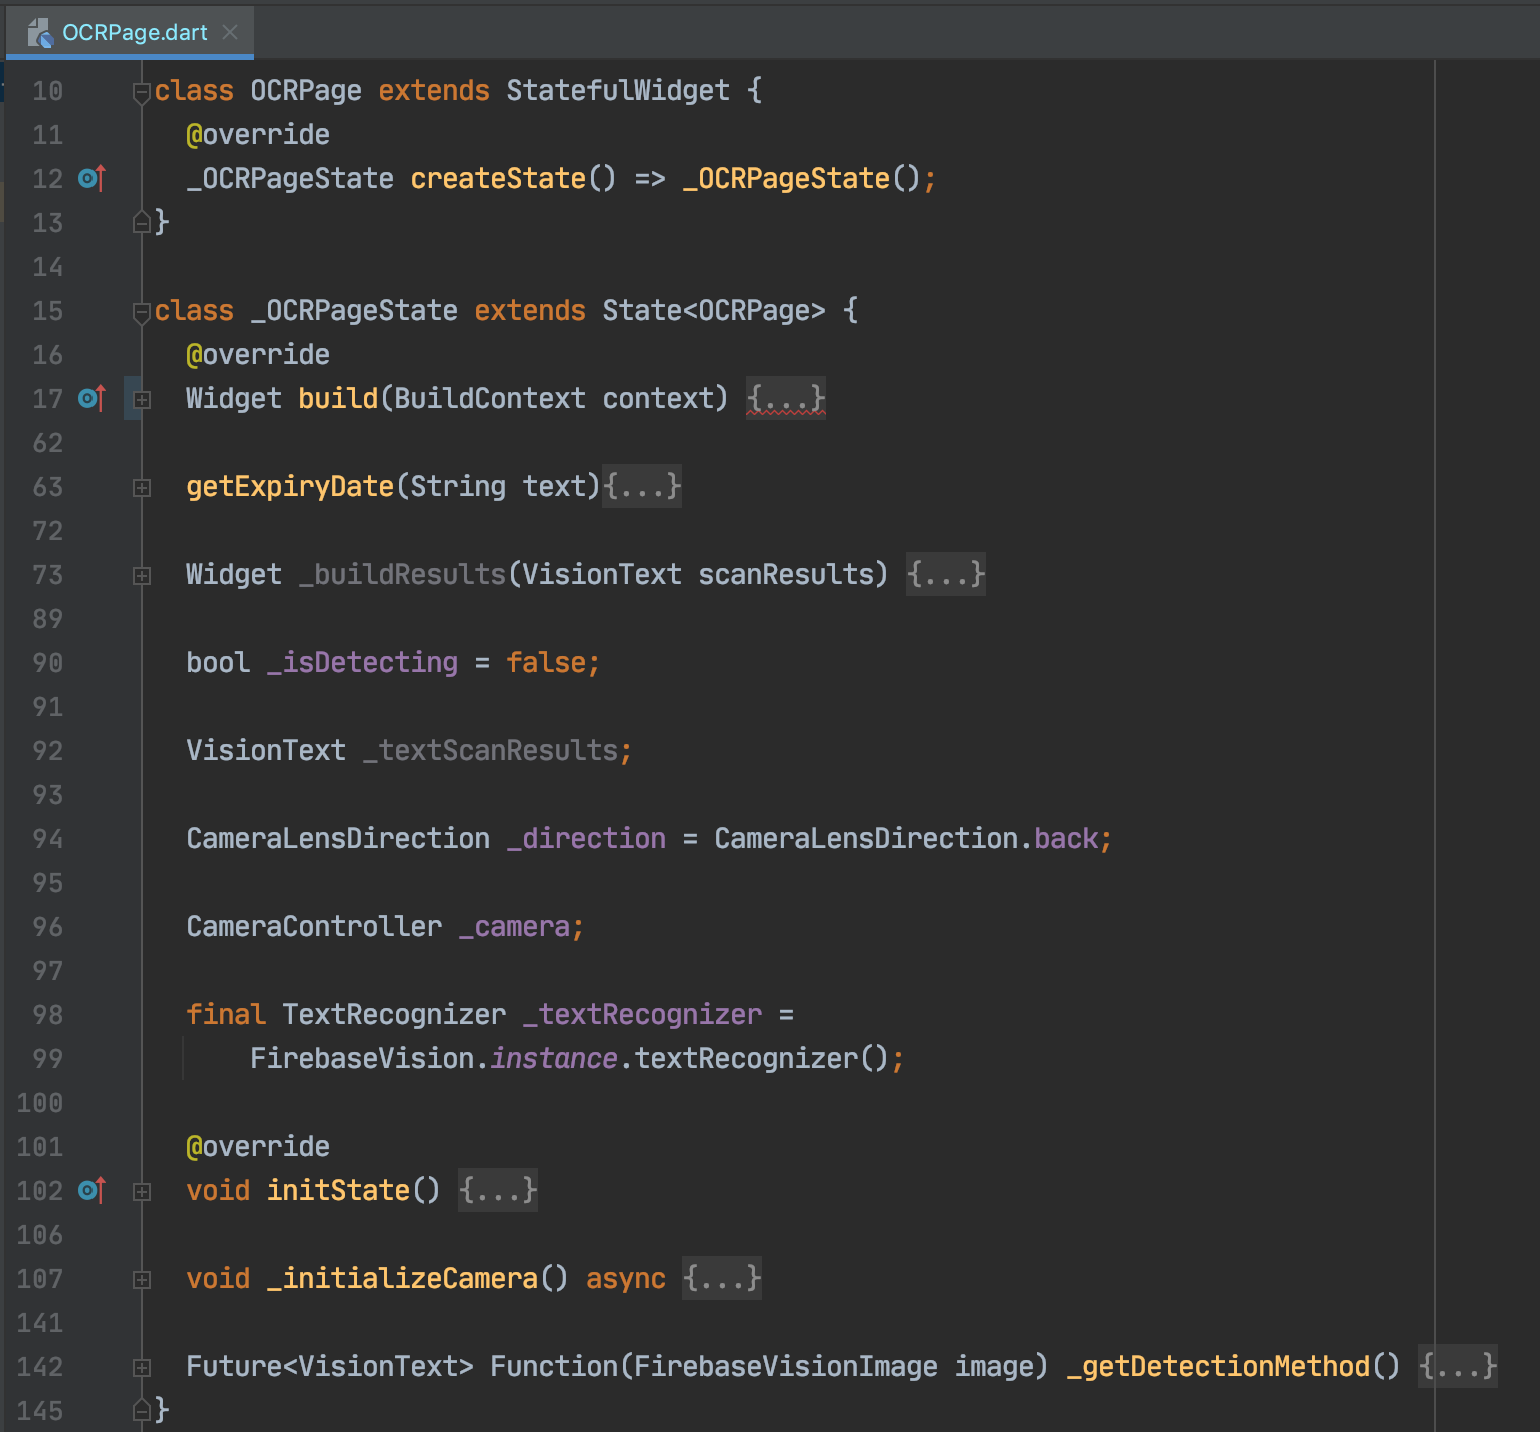 OCRPage.dart
10 class OCRPage extends StatefulWidget {
11 @override
12 _OCRPageState createState() => _OCRPageState();
13 }
14
15 class _OCRPageState extends State<OCRPage> {
16 @override
17 Widget build(BuildContext context) {...}
62
63 getExpiryDate(String text){...}
72
73 Widget _buildResults(VisionText scanResults) {...}
89
90 bool _isDetecting = false;
91
92 VisionText _textScanResults;
93
94 CameraLensDirection _direction = CameraLensDirection.back;
95
96 CameraController _camera;
97
98 final TextRecognizer _textRecognizer =
99 FirebaseVision.instance.textRecognizer();
100
101 @override
102 void initState() {...}
106
107 void _initializeCamera() async {...}
141
142 Future<VisionText> Function(FirebaseVisionImage image) _getDetectionMethod() {...}
145 }